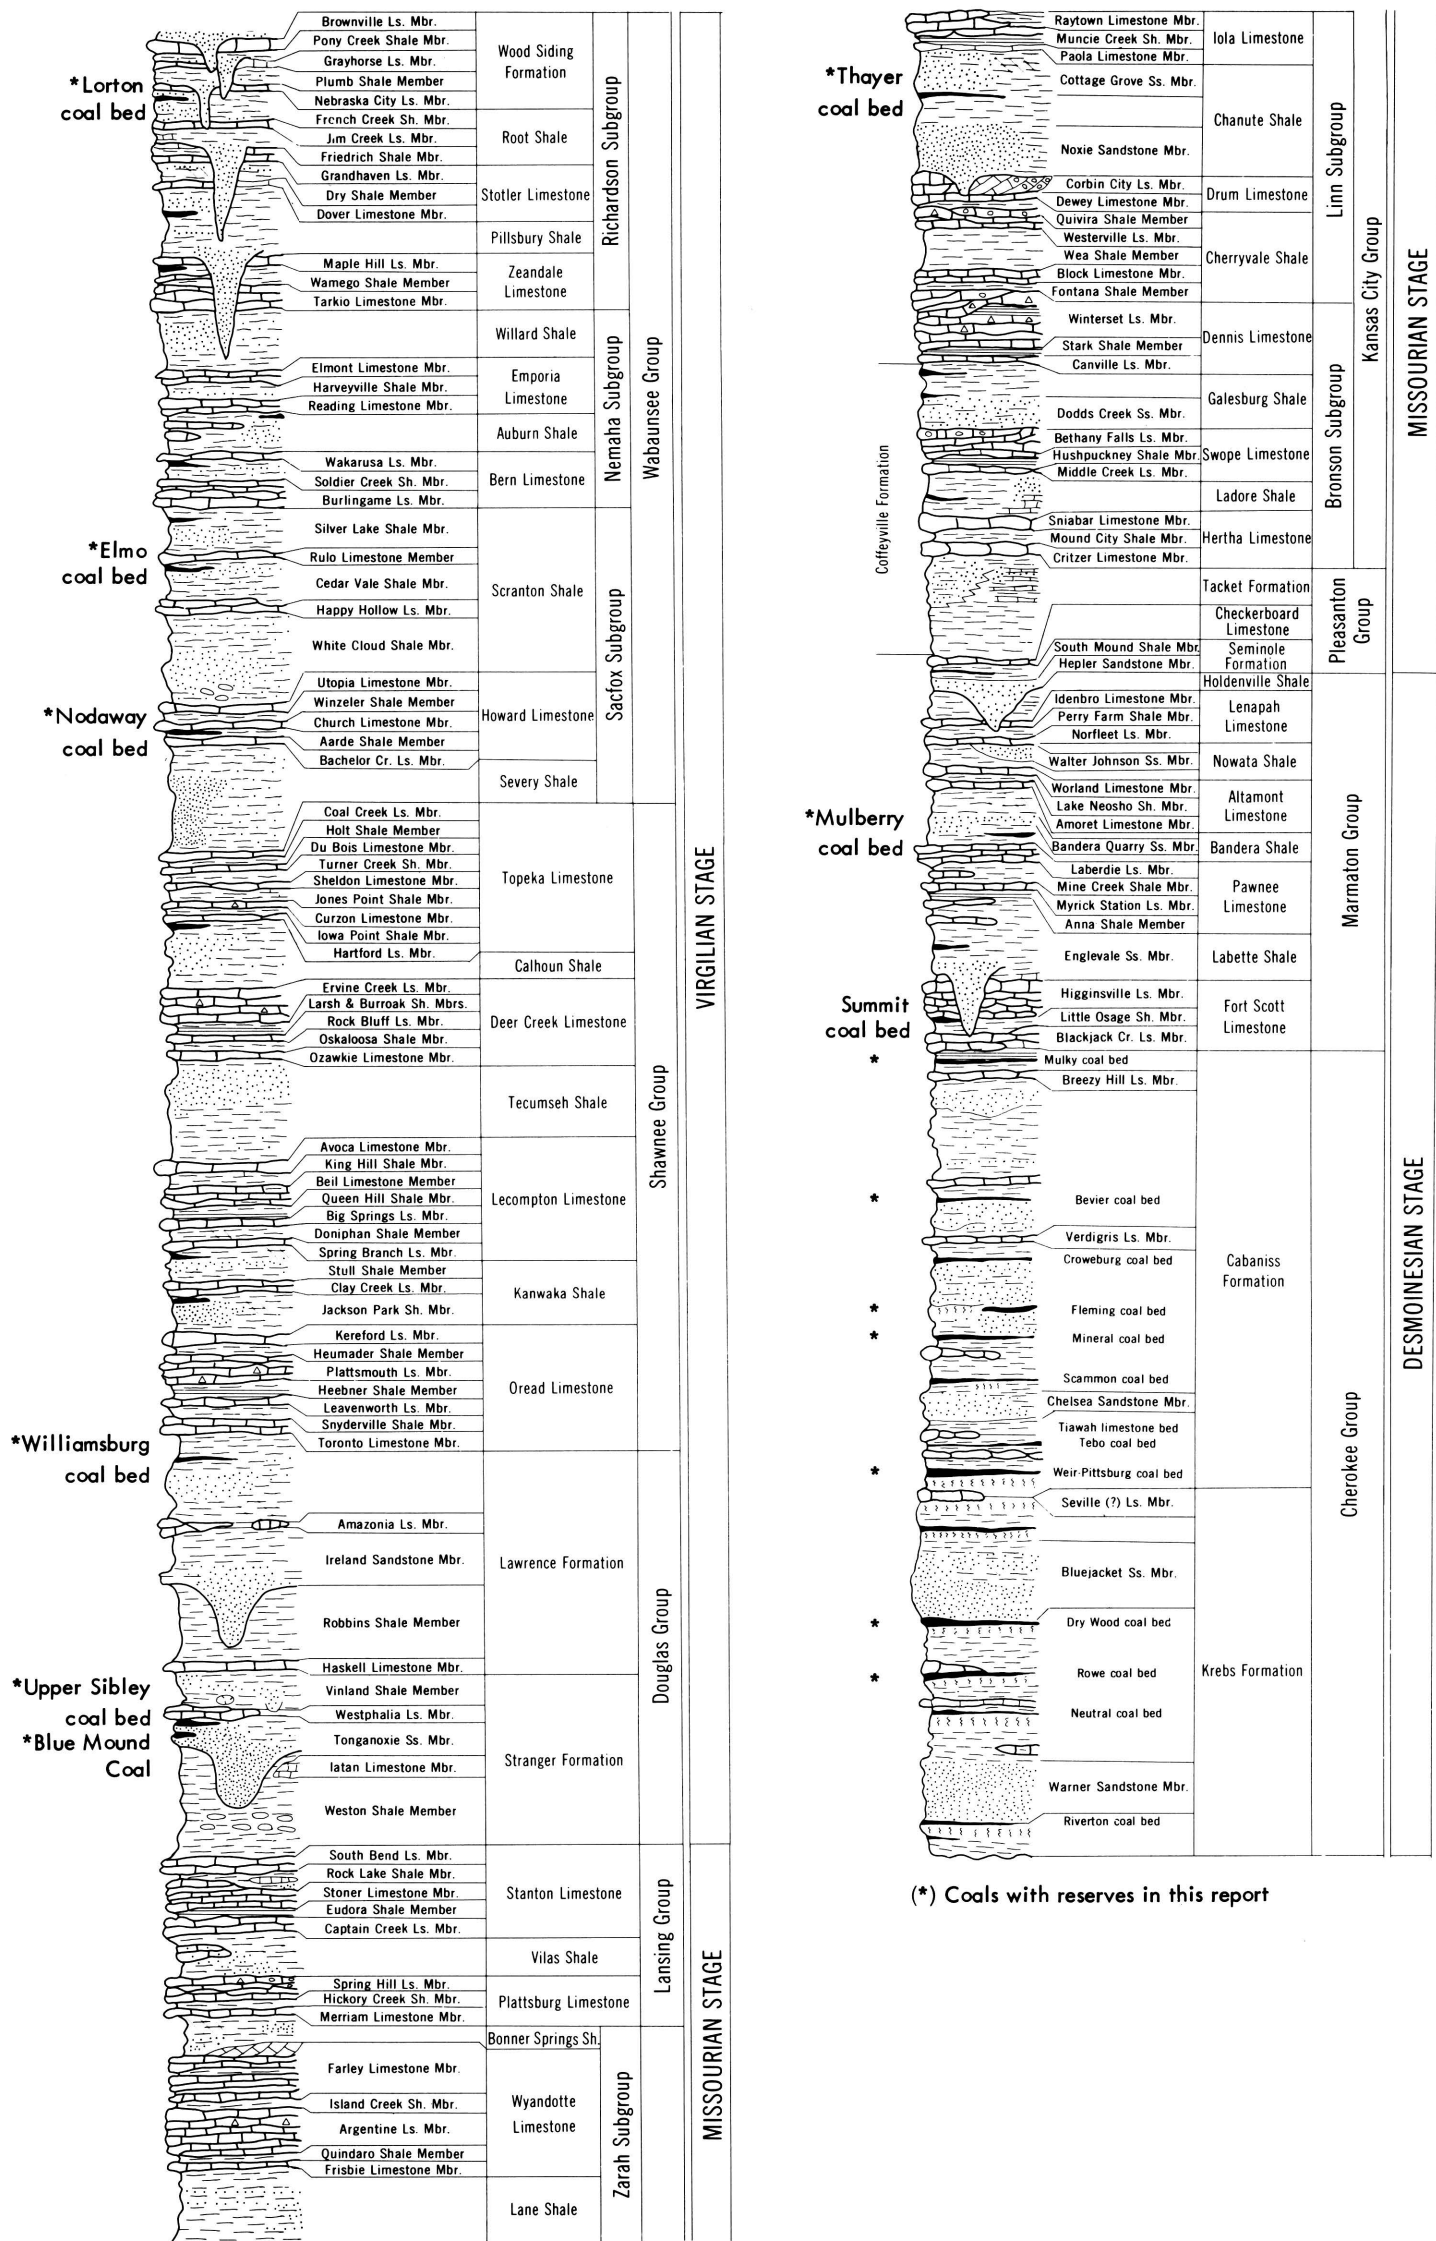 Brownville Ls. Mbr.
Pony Creek Shale Mbr.
Grayhorse Ls. Mbr.
Plumb Shale Member
Nebraska City Ls. Mbr.
Wood Siding
Formation
*Lorton
coal bed
French Creek Sh. Mbr.
Jim Creek Ls. Mbr.
Friedrich Shale Mbr.
Root Shale
Grandhaven Ls. Mbr.
Dry Shale Member
Dover Limestone Mbr.
Stotler Limestone
Pillsbury Shale
Maple Hill Ls. Mbr.
Wamego Shale Member
Tarkio Limestone Mbr.
Zeandale
Limestone
Richardson Subgroup
Willard Shale
Elmont Limestone Mbr.
Harveyville Shale Mbr.
Reading Limestone Mbr.
Emporia
Limestone
Auburn Shale
Wakarusa Ls. Mbr.
Soldier Creek Sh. Mbr.
Burlingame Ls. Mbr.
Bern Limestone
Nemaha Subgroup
Silver Lake Shale Mbr.
Rulo Limestone Member
*Elmo
coal bed
Cedar Vale Shale Mbr.
Happy Hollow Ls. Mbr.
White Cloud Shale Mbr.
Scranton Shale
Utopia Limestone Mbr.
Winzeler Shale Member
Church Limestone Mbr.
Aarde Shale Member
Bachelor Cr. Ls. Mbr.
*Nodaway
coal bed
Howard Limestone
Severy Shale
Sacfox Subgroup
Wabaunsee Group
Coal Creek Ls. Mbr.
Holt Shale Member
Du Bois Limestone Mbr.
Turner Creek Sh. Mbr.
Sheldon Limestone Mbr.
Jones Point Shale Mbr.
Curzon Limestone Mbr.
Iowa Point Shale Mbr.
Hartford Ls. Mbr.
Topeka Limestone
Calhoun Shale
Ervine Creek Ls. Mbr.
Larsh & Burroak Sh. Mbrs.
Rock Bluff Ls. Mbr.
Oskaloosa Shale Mbr.
Ozawkie Limestone Mbr.
Deer Creek Limestone
Tecumseh Shale
Avoca Limestone Mbr.
King Hill Shale Mbr.
Beil Limestone Member
Queen Hill Shale Mbr.
Big Springs Ls. Mbr.
Doniphan Shale Member
Spring Branch Ls. Mbr.
Lecompton Limestone
Stull Shale Member
Clay Creek Ls. Mbr.
Jackson Park Sh. Mbr.
Kanwaka Shale
Kereford Ls. Mbr.
Heumader Shale Member
Plattsmouth Ls. Mbr.
Heebner Shale Member
Leavenworth Ls. Mbr.
Snyderville Shale Mbr.
Toronto Limestone Mbr.
Oread Limestone
Shawnee Group
*Williamsburg
coal bed
Amazonia Ls. Mbr.
Ireland Sandstone Mbr.
Robbins Shale Member
Haskell Limestone Mbr.
Lawrence Formation
*Upper Sibley
coal bed
*Blue Mound
Coal
Vinland Shale Member
Westphalia Ls. Mbr.
Tonganoxie Ss. Mbr.
Iatan Limestone Mbr.
Weston Shale Member
Stranger Formation
Douglas Group
VIRGILIAN STAGE
South Bend Ls. Mbr.
Rock Lake Shale Mbr.
Stoner Limestone Mbr.
Eudora Shale Member
Captain Creek Ls. Mbr.
Stanton Limestone
Vilas Shale
Spring Hill Ls. Mbr.
Hickory Creek Sh. Mbr.
Merriam Limestone Mbr.
Plattsburg Limestone
Lansing Group
Bonner Springs Sh.
Farley Limestone Mbr.
Island Creek Sh. Mbr.
Argentine Ls. Mbr.
Quindaro Shale Member
Frisbie Limestone Mbr.
Wyandotte
Limestone
Lane Shale
Zarah Subgroup
MISSOURIAN STAGE
Raytown Limestone Mbr.
Muncie Creek Sh. Mbr.
Paola Limestone Mbr.
Iola Limestone
*Thayer
coal bed
Cottage Grove Ss. Mbr.
Noxie Sandstone Mbr.
Chanute Shale
Corbin City Ls. Mbr.
Dewey Limestone Mbr.
Drum Limestone
Quivira Shale Member
Westerville Ls. Mbr.
Wea Shale Member
Block Limestone Mbr.
Fontana Shale Member
Cherryvale Shale
Linn Subgroup
Winterset Ls. Mbr.
Stark Shale Member
Canville Ls. Mbr.
Dennis Limestone
Dodds Creek Ss. Mbr.
Galesburg Shale
Bethany Falls Ls. Mbr.
Hushpuckney Shale Mbr.
Middle Creek Ls. Mbr.
Swope Limestone
Ladore Shale
Sniabar Limestone Mbr.
Mound City Shale Mbr.
Critzer Limestone Mbr.
Hertha Limestone
Bronson Subgroup
Kansas City Group
Coffeyville Formation
Tacket Formation
Checkerboard
Limestone
South Mound Shale Mbr.
Hepler Sandstone Mbr.
Seminole
Formation
Pleasanton
Group
MISSOURIAN STAGE
Holdenville Shale
Idenbro Limestone Mbr.
Perry Farm Shale Mbr.
Norfleet Ls. Mbr.
Lenapah
Limestone
Walter Johnson Ss. Mbr.
Nowata Shale
Worland Limestone Mbr.
Lake Neosho Sh. Mbr.
Amoret Limestone Mbr.
Altamont
Limestone
*Mulberry
coal bed
Bandera Quarry Ss. Mbr.
Bandera Shale
Laberdie Ls. Mbr.
Mine Creek Shale Mbr.
Myrick Station Ls. Mbr.
Anna Shale Member
Pawnee
Limestone
Englevale Ss. Mbr.
Labette Shale
Summit
coal bed
Higginsville Ls. Mbr.
Little Osage Sh. Mbr.
Blackjack Cr. Ls. Mbr.
Fort Scott
Limestone
Marmaton Group
* Mulky coal bed
Breezy Hill Ls. Mbr.
* Bevier coal bed
Verdigris Ls. Mbr.
Croweburg coal bed
* Fleming coal bed
* Mineral coal bed
Scammon coal bed
Chelsea Sandstone Mbr.
Tiawah limestone bed
Tebo coal bed
* Weir-Pittsburg coal bed
Cabaniss
Formation
Seville (?) Ls. Mbr.
Bluejacket Ss. Mbr.
* Dry Wood coal bed
* Rowe coal bed
Neutral coal bed
Warner Sandstone Mbr.
Riverton coal bed
Krebs Formation
Cherokee Group
DESMOINESIAN STAGE
(*) Coals with reserves in this report